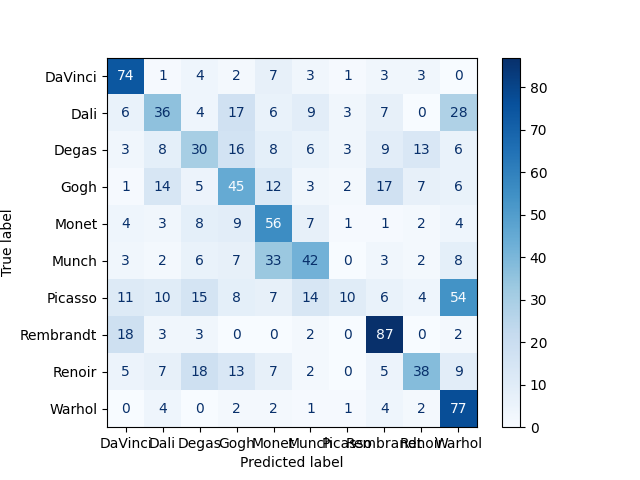 DaVinci 74 1 4 2 7 3 1 3 3 0
Dali 6 36 4 17 6 9 3 7 0 28
Degas 3 8 30 16 8 6 3 9 13 6
Gogh 1 14 5 45 12 3 2 17 7 6
Monet 4 3 8 9 56 7 1 1 2 4
Munch 3 2 6 7 33 42 0 3 2 8
Picasso 11 10 15 8 7 14 10 6 4 54
Rembrandt 18 3 3 0 0 2 0 87 0 2
Renoir 5 7 18 13 7 2 0 5 38 9
Warhol 0 4 0 2 2 1 1 4 2 77
DaVinci Dali Degas Gogh Monet Munch Picasso Rembrandt Renoir Warhol
Predicted label
True label
80
70
60
50
40
30
20
10
0